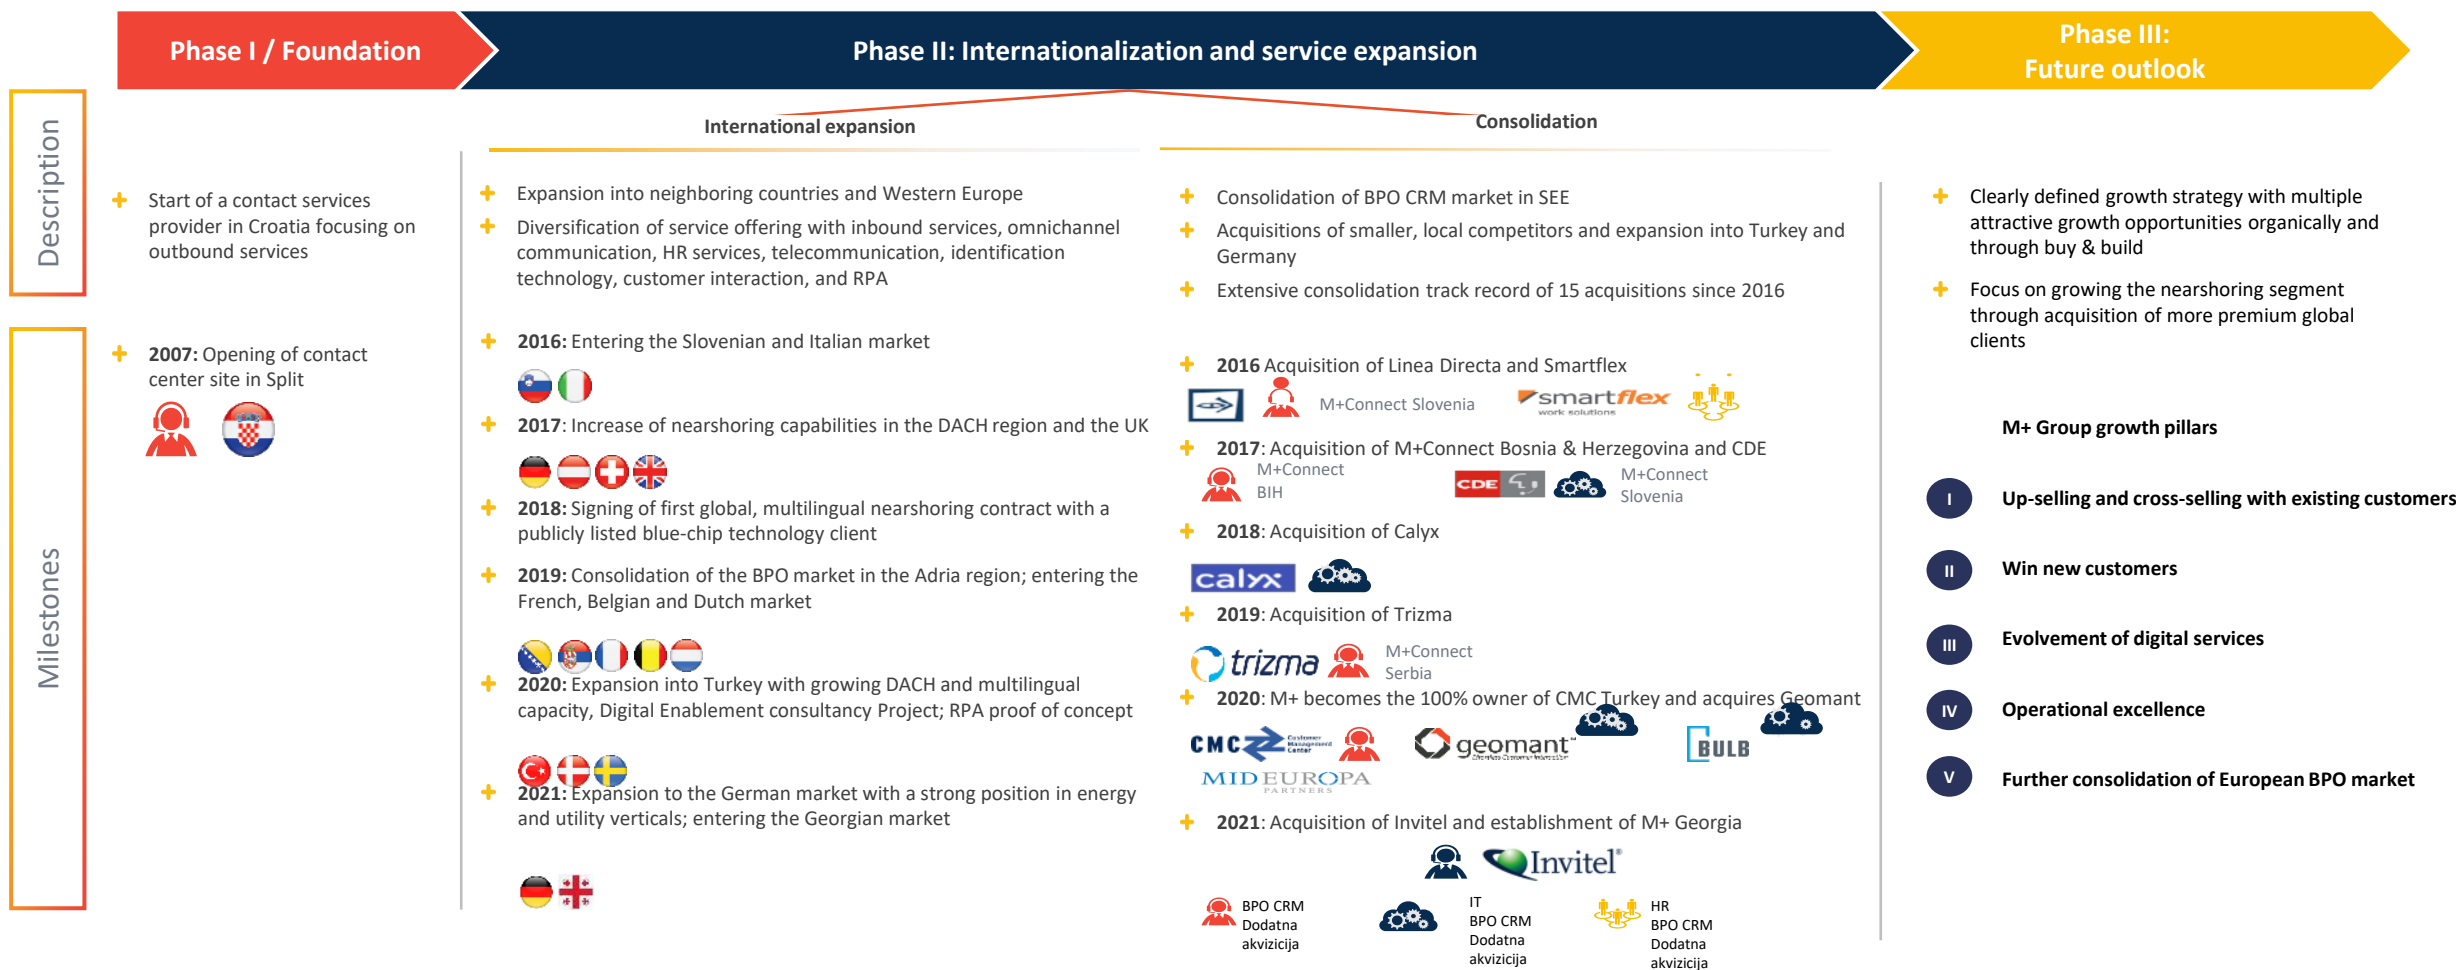 Phase I / Foundation
Phase II: Internationalization and service expansion
Phase III:
Future outlook
Description
Start of a contact services
provider in Croatia focusing on
outbound services
International expansion
Expansion into neighboring countries and Western Europe
Diversification of service offering with inbound services, omnichannel
communication, HR services, telecommunication, identification
technology, customer interaction, and RPA
Consolidation
Consolidation of BPO CRM market in SEE
Acquisitions of smaller, local competitors and expansion into Turkey and
Germany
Extensive consolidation track record of 15 acquisitions since 2016
Clearly defined growth strategy with multiple
attractive growth opportunities organically and
through buy & build
Focus on growing the nearshoring segment
through acquisition of more premium global
clients
Milestones
2007: Opening of contact
center site in Split
2016: Entering the Slovenian and Italian market
2017: Increase of nearshoring capabilities in the DACH region and the UK
2018: Signing of first global, multilingual nearshoring contract with a
publicly listed blue-chip technology client
2019: Consolidation of the BPO market in the Adria region; entering the
French, Belgian and Dutch market
2020: Expansion into Turkey with growing DACH and multilingual
capacity, Digital Enablement consultancy Project; RPA proof of concept
2021: Expansion to the German market with a strong position in energy
and utility verticals; entering the Georgian market
2016 Acquisition of Linea Directa and Smartflex
M+Connect Slovenia
smartflex
work solutions
2017: Acquisition of M+Connect Bosnia & Herzegovina and CDE
M+Connect
BIH
CDE
M+Connect
Slovenia
2018: Acquisition of Calyx
calyx
2019: Acquisition of Trizma
trizma
M+Connect
Serbia
2020: M+ becomes the 100% owner of CMC Turkey and acquires Geomant
CMC
Customer
Management
Center
geomant
Effortless Customer Interaction
BULB
MIDEUROPA
PARTNERS
2021: Acquisition of Invitel and establishment of M+ Georgia
Invitel
BPO CRM
Dodatna
akvizicija
IT
BPO CRM
Dodatna
akvizicija
HR
BPO CRM
Dodatna
akvizicija
M+ Group growth pillars
I
Up-selling and cross-selling with existing customers
II
Win new customers
III
Evolvement of digital services
IV
Operational excellence
V
Further consolidation of European BPO market